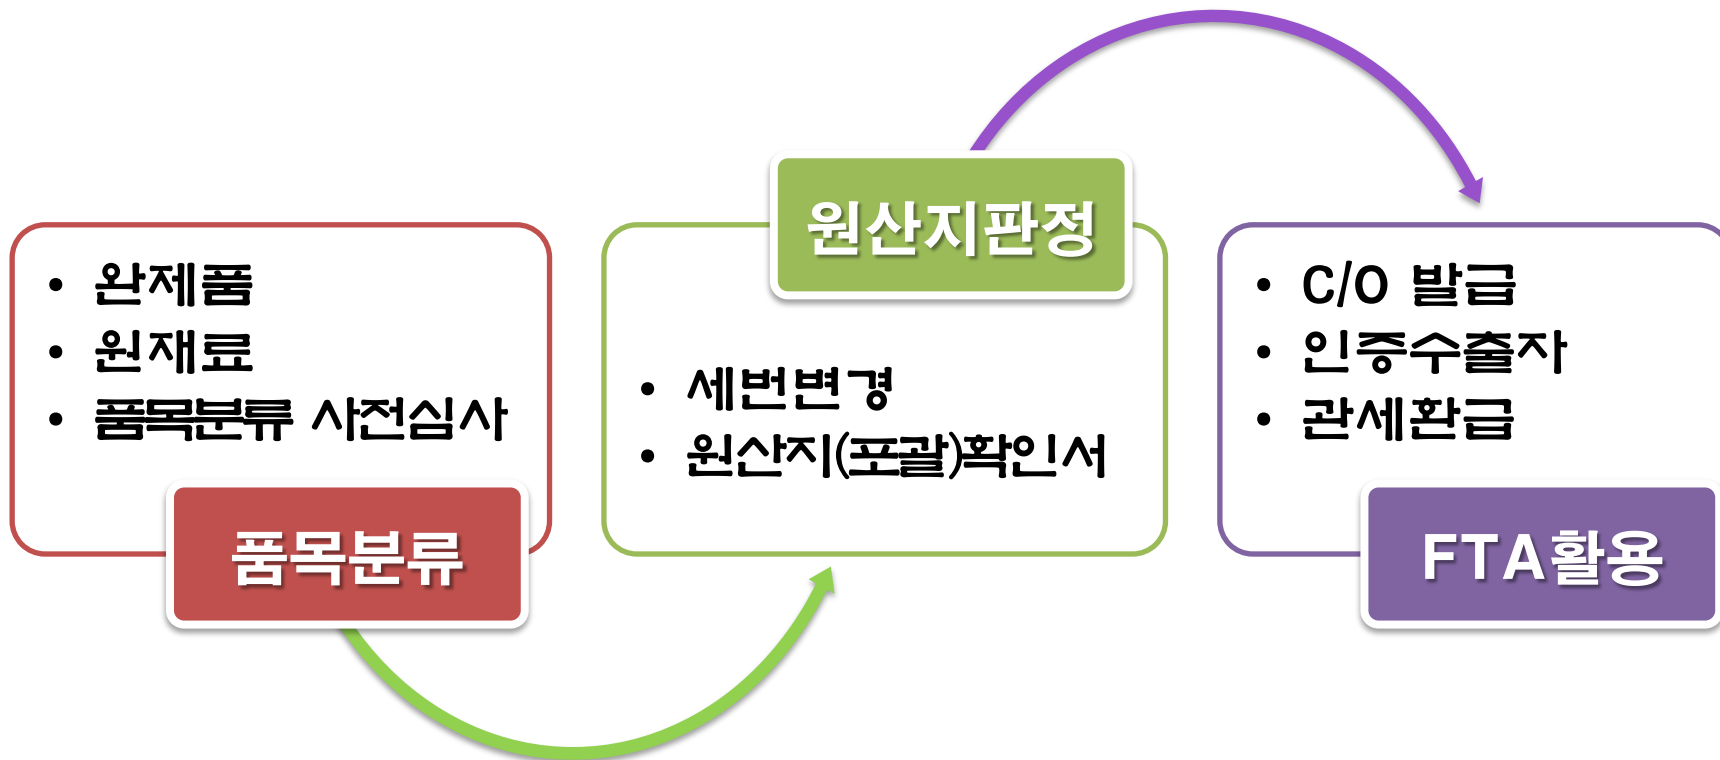 • 완제품
• 원재료
• 품목분류 사전심사
품목분류
원산지판정
• 세번변경
• 원산지(포괄)확인서
• C/O 발급
• 인증수출자
• 관세환급
FTA활용